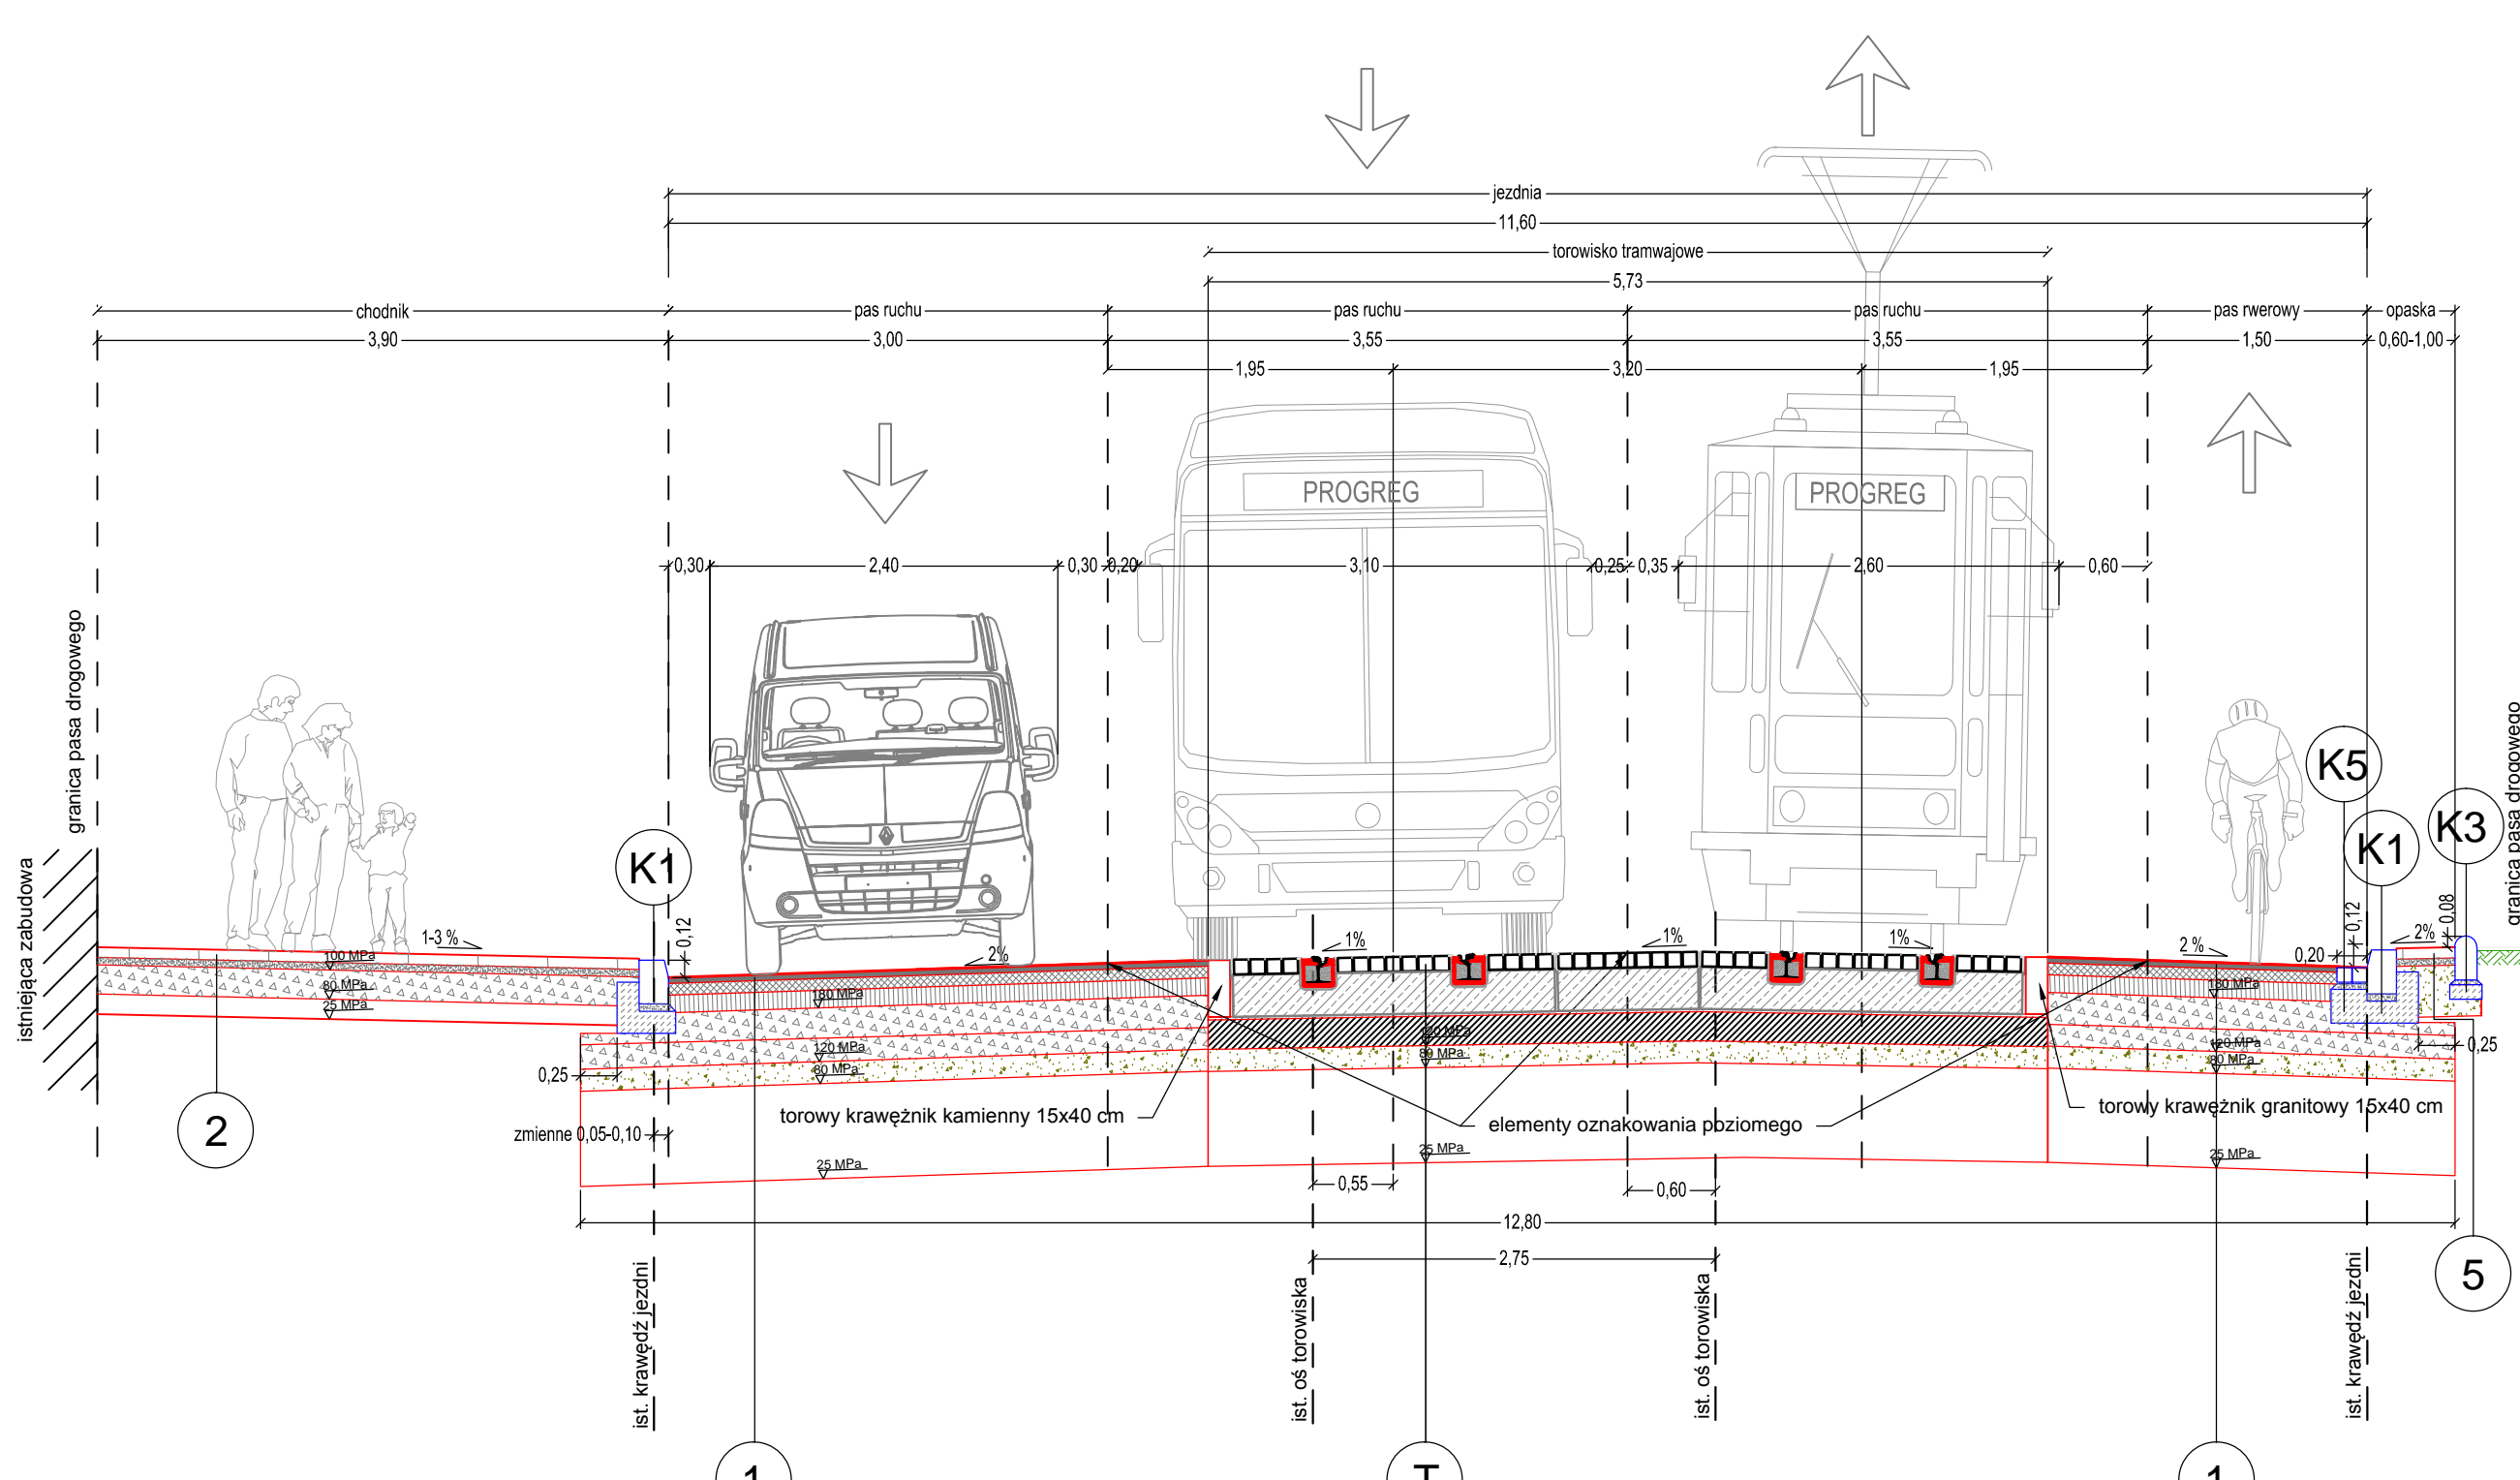 jezdnia
11,60
torowisko tramwajowe
5,73
chodnik
pas ruchu
pas ruchu
pas ruchu
pas rwerowy
opaska
3,90
3,00
3,55
3,55
1,50
0,60-1,00
1,95
3,20
1,95
PROGREG
PROGREG
0,30
2,40
0,30
0,20
3,10
0,25
0,35
2,60
0,60
granica pasa drogowego
granica pasa drogowego
istniejąca zabudowa
K5
K1
K1
K3
0,12
0,12
0,08
1-3 %
2%
1%
1%
1%
2 %
2%
0,20
100 MPa
80 MPa
25 MPa
180 MPa
120 MPa
80 MPa
25 MPa
120 MPa
80 MPa
25 MPa
180 MPa
120 MPa
80 MPa
25 MPa
0,25
0,25
2
torowy krawężnik kamienny 15x40 cm
elementy oznakowania poziomego
torowy krawężnik granitowy 15x40 cm
zmienne 0,05-0,10
0,55
0,60
12,80
2,75
5
ist. krawędź jezdni
ist. oś torowiska
ist. oś torowiska
ist. krawędź jezdni
1
T
1